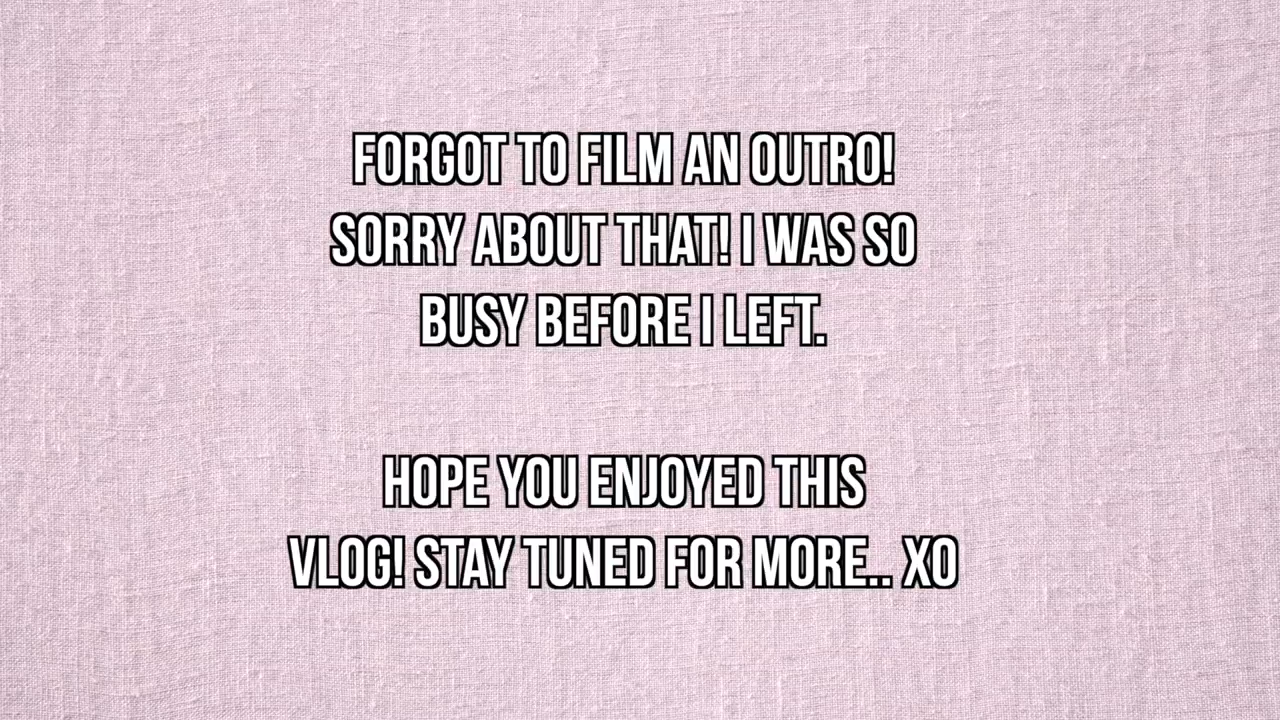 FORGOT TO FILM AN OUTRO!
SORRY ABOUT THAT! I WAS SO
BUSY BEFORE I LEFT.
HOPE YOU ENJOYED THIS
VLOG! STAY TUNED FOR MORE.. XO